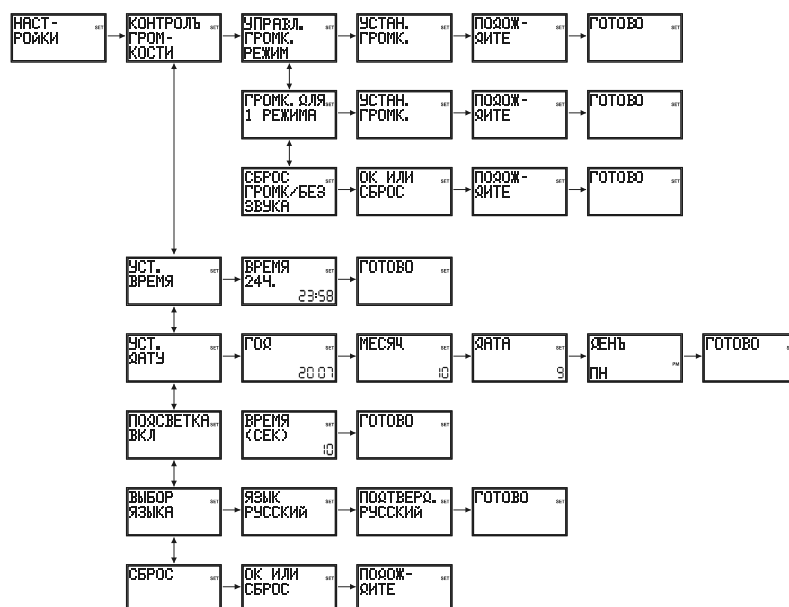 НАСТ-
РОЙКИ
SET
КОНТРОЛЬ
ГРОМ-
КОСТИ
SET
УПРАВЛ.
ГРОМК.
РЕЖИМ
SET
УСТАН.
ГРОМК.
SET
ПОДОЖ-
ДИТЕ
SET
ГОТОВО
SET
ГРОМК. ДЛЯ
1 РЕЖИМА
SET
УСТАН.
ГРОМК.
SET
ПОДОЖ-
ДИТЕ
SET
ГОТОВО
SET
СБРОС
ГРОМК/БЕЗ
ЗВУКА
SET
ОК ИЛИ
СБРОС
SET
ПОДОЖ-
ДИТЕ
SET
ГОТОВО
SET
УСТ.
ВРЕМЯ
SET
ВРЕМЯ
24Ч.
SET
23:58
ГОТОВО
SET
УСТ.
ДАТУ
SET
ГОД
SET
2007
МЕСЯЦ
SET
10
ДАТА
SET
9
ДЕНЬ
PM
ПН
ГОТОВО
ПОДСВЕТКА
ВКЛ
SET
ВРЕМЯ
(СЕК)
SET
10
ГОТОВО
SET
ВЫБОР
ЯЗЫКА
SET
ЯЗЫК
РУССКИЙ
SET
ПОДТВЕРД.
РУССКИЙ
SET
ГОТОВО
SET
СБРОС
SET
ОК ИЛИ
СБРОС
SET
ПОДОЖ-
ДИТЕ
SET